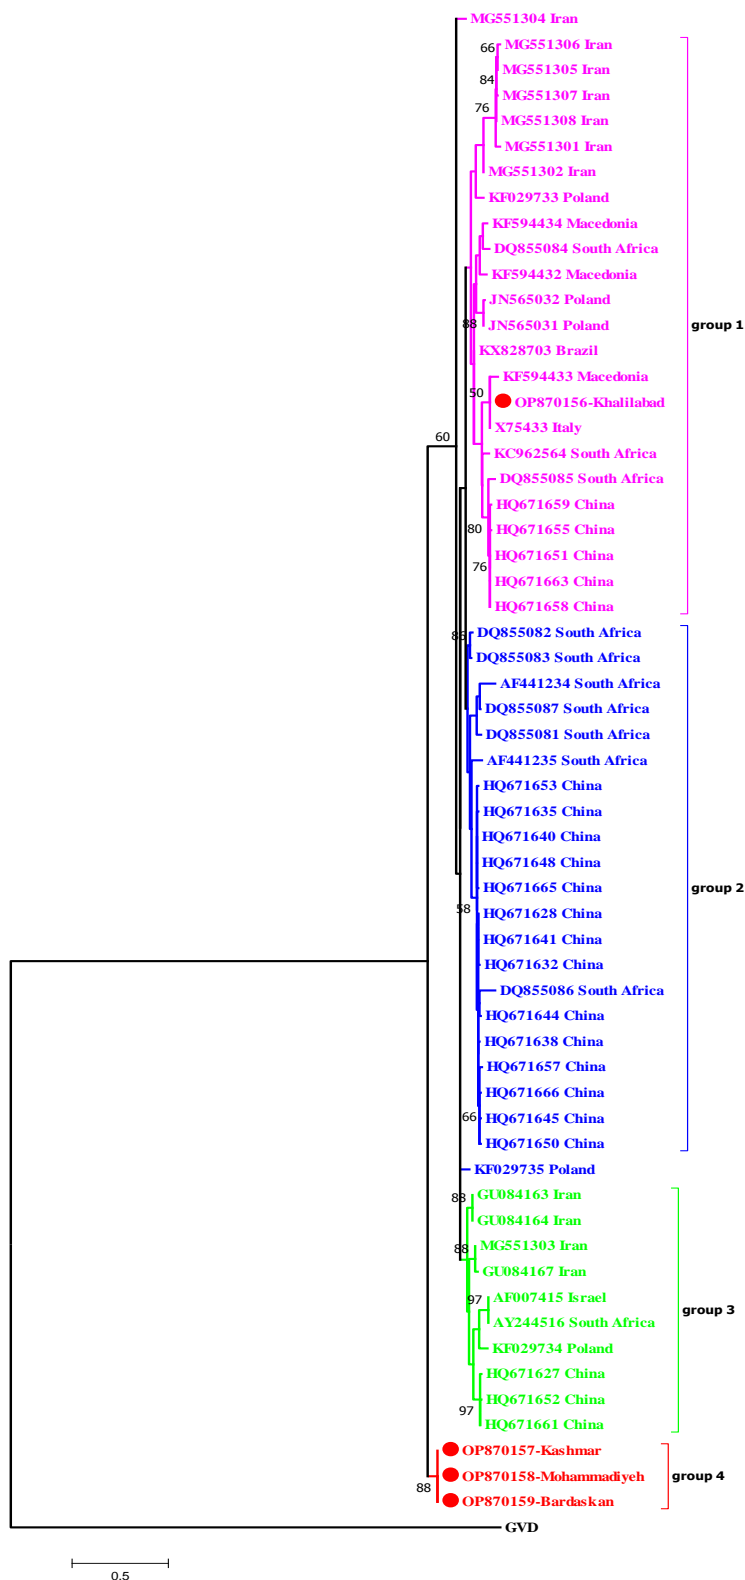 MG551304 Iran
66
MG551306 Iran
MG551305 Iran
84
MG551307 Iran
76
MG551308 Iran
MG551301 Iran
MG551302 Iran
KF029733 Poland
KF594434 Macedonia
DQ855084 South Africa
KF594432 Macedonia
JN565032 Poland
88
JN565031 Poland
group 1
KX828703 Brazil
KF594433 Macedonia
50
OP870156-Khalilabad
X75433 Italy
60
KC962564 South Africa
DQ855085 South Africa
HQ671659 China
80
HQ671655 China
HQ671651 China
76
HQ671663 China
HQ671658 China
86
DQ855082 South Africa
DQ855083 South Africa
AF441234 South Africa
DQ855087 South Africa
DQ855081 South Africa
AF441235 South Africa
HQ671653 China
HQ671635 China
HQ671640 China
HQ671648 China
HQ671665 China
group 2
58
HQ671628 China
HQ671641 China
HQ671632 China
DQ855086 South Africa
HQ671644 China
HQ671638 China
HQ671657 China
HQ671666 China
66
HQ671645 China
HQ671650 China
KF029735 Poland
88
GU084163 Iran
GU084164 Iran
88
MG551303 Iran
GU084167 Iran
97
AF007415 Israel
group 3
AY244516 South Africa
KF029734 Poland
HQ671627 China
HQ671652 China
97
HQ671661 China
OP870157-Kashmar
OP870158-Mohammadiyeh
group 4
88
OP870159-Bardaskan
GVD
0.5